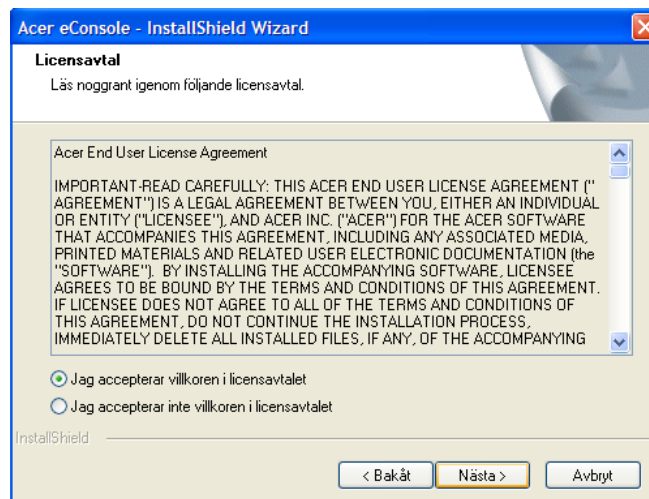 Acer eConsole - InstallShield Wizard
Licensavtal
Läs noggrant igenom följande licensavtal.
Acer End User License Agreement
IMPORTANT-READ CAREFULLY: THIS ACER END USER LICENSE AGREEMENT ("
AGREEMENT") IS A LEGAL AGREEMENT BETWEEN YOU, EITHER AN INDIVIDUAL
OR ENTITY ("LICENSEE"), AND ACER INC. ("ACER") FOR THE ACER SOFTWARE
THAT ACCOMPANIES THIS AGREEMENT, INCLUDING ANY ASSOCIATED MEDIA,
PRINTED MATERIALS AND RELATED USER ELECTRONIC DOCUMENTATION (the
"SOFTWARE"). BY INSTALLING THE ACCOMPANYING SOFTWARE, LICENSEE
AGREES TO BE BOUND BY THE TERMS AND CONDITIONS OF THIS AGREEMENT.
IF LICENSEE DOES NOT AGREE TO ALL OF THE TERMS AND CONDITIONS OF
THIS AGREEMENT, DO NOT CONTINUE THE INSTALLATION PROCESS,
IMMEDIATELY DELETE ALL INSTALLED FILES, IF ANY, OF THE ACCOMPANYING
Jag accepterar villkoren i licensavtalet
Jag accepterar inte villkoren i licensavtalet
InstallShield
< Bakåt
Nästa >
Avbryt